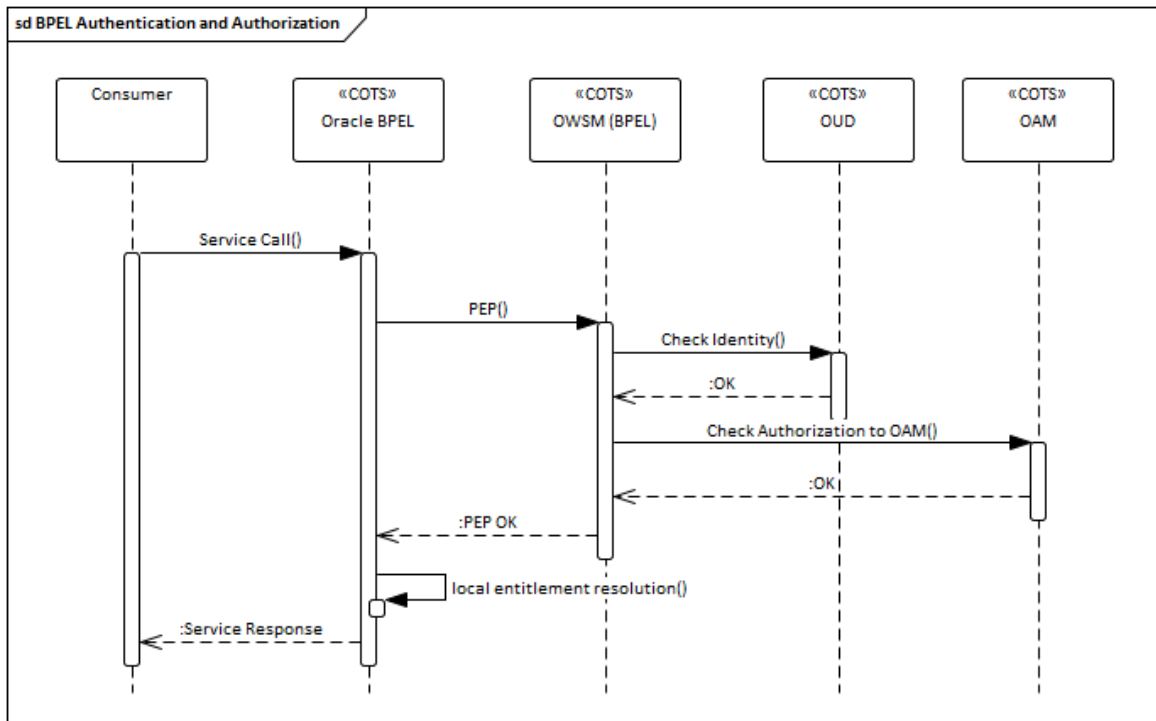 sd BPEL Authentication and Authorization
Consumer
«COTS»
Oracle BPEL
«COTS»
OWSM (BPEL)
«COTS»
OUD
«COTS»
OAM
Service Call()
PEP()
Check Identity()
:OK
Check Authorization to OAM()
:OK
:PEP OK
local entitlement resolution()
:Service Response